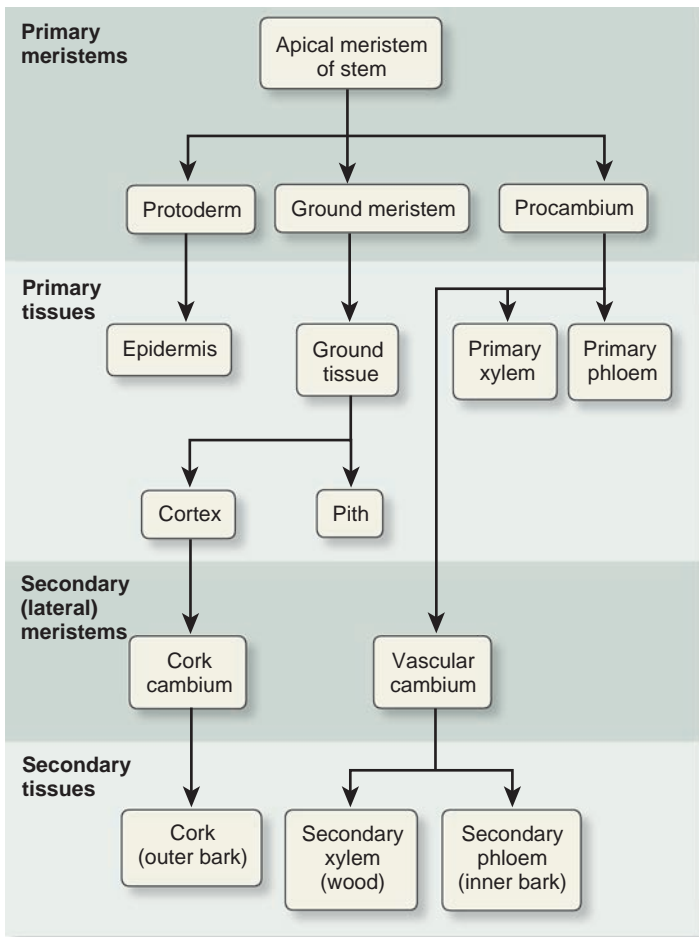 Primary
meristems
Apical meristem
of stem
Protoderm
Ground meristem
Procambium
Primary
tissues
Epidermis
Ground
tissue
Primary
xylem
Primary
phloem
Cortex
Pith
Secondary
(lateral)
meristems
Cork
cambium
Vascular
cambium
Secondary
tissues
Cork
(outer bark)
Secondary
xylem
(wood)
Secondary
phloem
(inner bark)